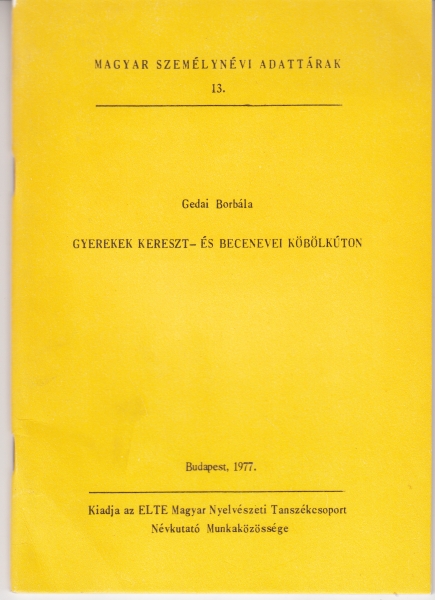 MAGYAR SZEMÉLYNÉVI ADATTÁRAK
13.
Gedai Borbála
GYEREKEK KERESZT- ÉS BECENEVEI KÖBÖLKÚTON
Budapest, 1977.
Kiadja az ELTE Magyar Nyelvészeti Tanszékcsoport
Névkutató Munkaközössége